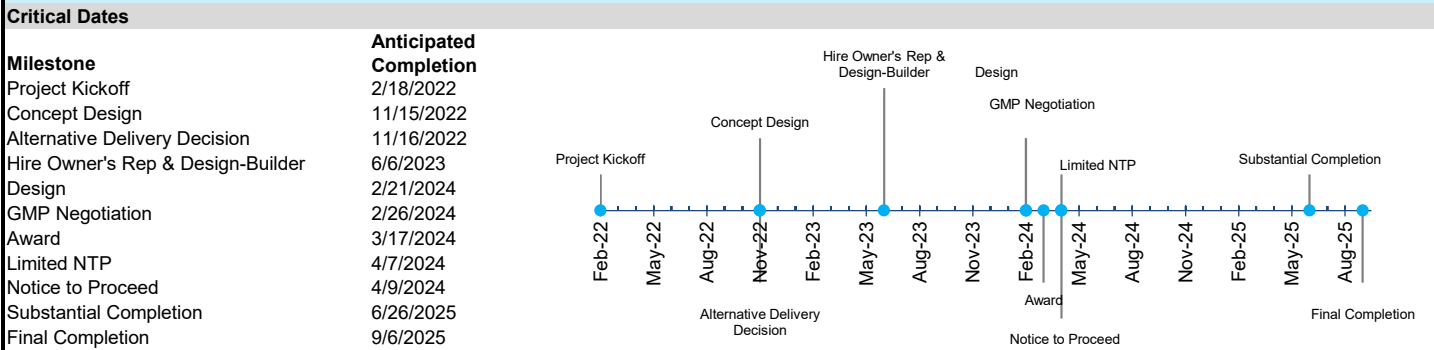 Critical Dates
Milestone Anticipated Completion
Project Kickoff 2/18/2022
Concept Design 11/15/2022
Alternative Delivery Decision 11/16/2022
Hire Owner's Rep & Design-Builder 6/6/2023
Design 2/21/2024
GMP Negotiation 2/26/2024
Award 3/17/2024
Limited NTP 4/7/2024
Notice to Proceed 4/9/2024
Substantial Completion 6/26/2025
Final Completion 9/6/2025
Hire Owner's Rep &
Design-Builder
Design
GMP Negotiation
Concept Design
Project Kickoff
Limited NTP
Substantial Completion
Feb-22
May-22
Aug-22
Nov-22
Feb-23
May-23
Aug-23
Nov-23
Feb-24
May-24
Aug-24
Nov-24
Feb-25
May-25
Aug-25
Award
Alternative Delivery
Decision
Final Completion
Notice to Proceed